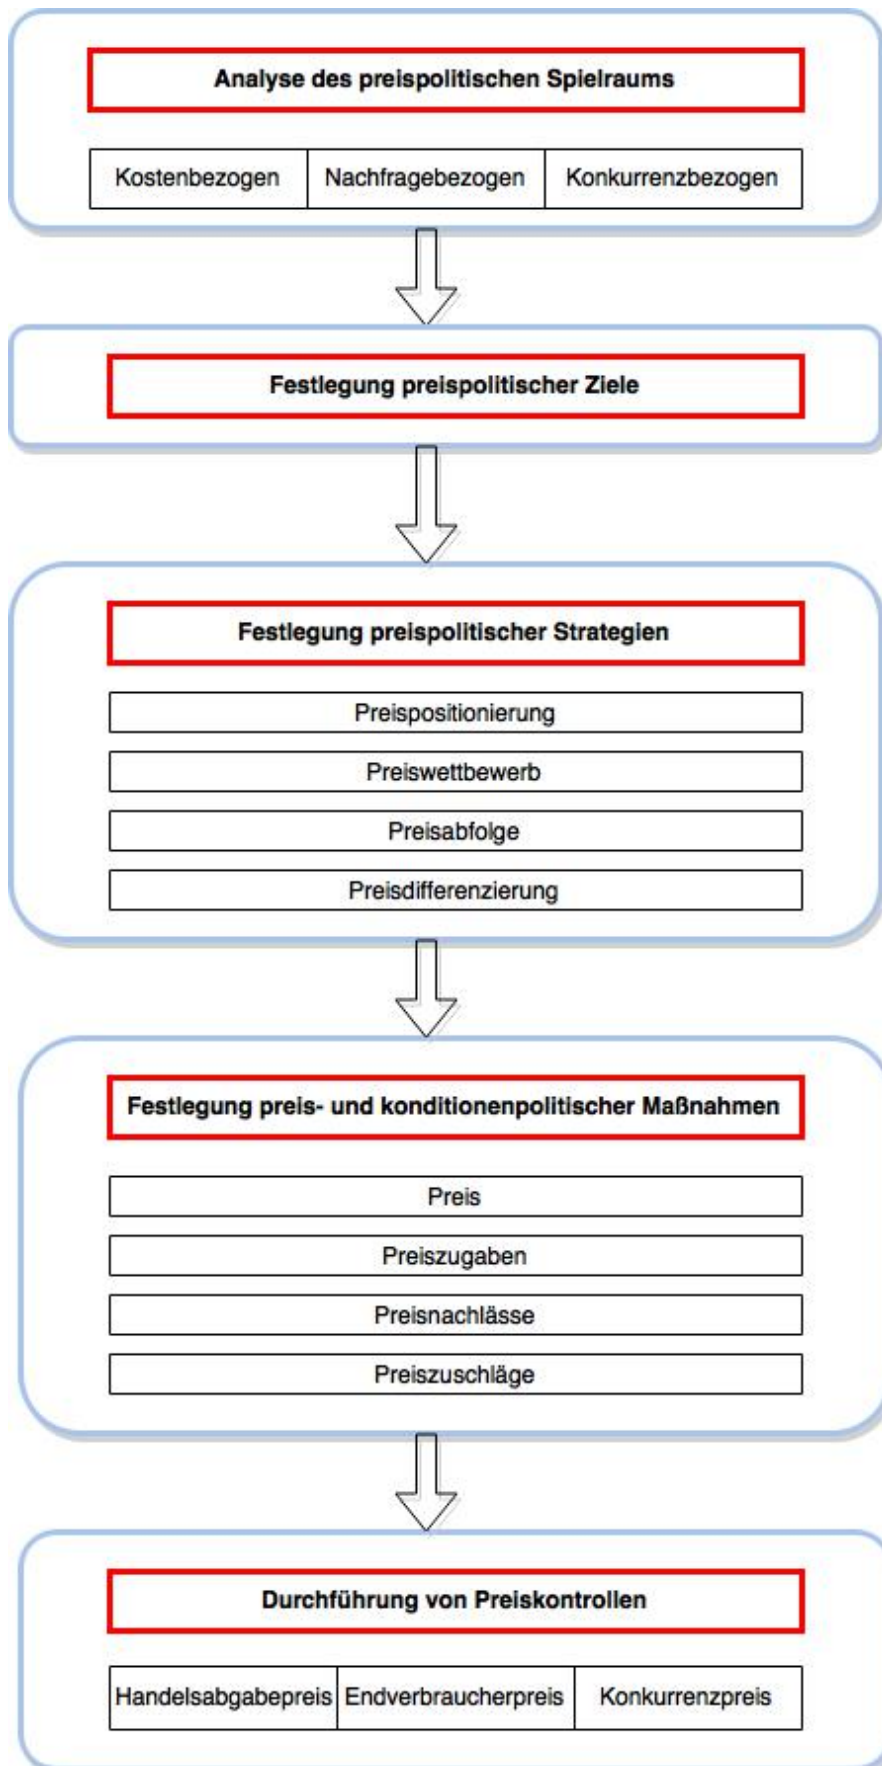 Analyse des preispolitischen Spielraums
Kostenbezogen Nachfragebezogen Konkurrenzbezogen
Festlegung preispolitischer Ziele
Festlegung preispolitischer Strategien
Preispositionierung
Preiswettbewerb
Preisabfolge
Preisdifferenzierung
Festlegung preis- und konditionenpolitischer Maßnahmen
Preis
Preiszugaben
Preisnachlässe
Preiszuschläge
Durchführung von Preiskontrollen
Handelsabgabepreis Endverbraucherpreis Konkurrenzpreis